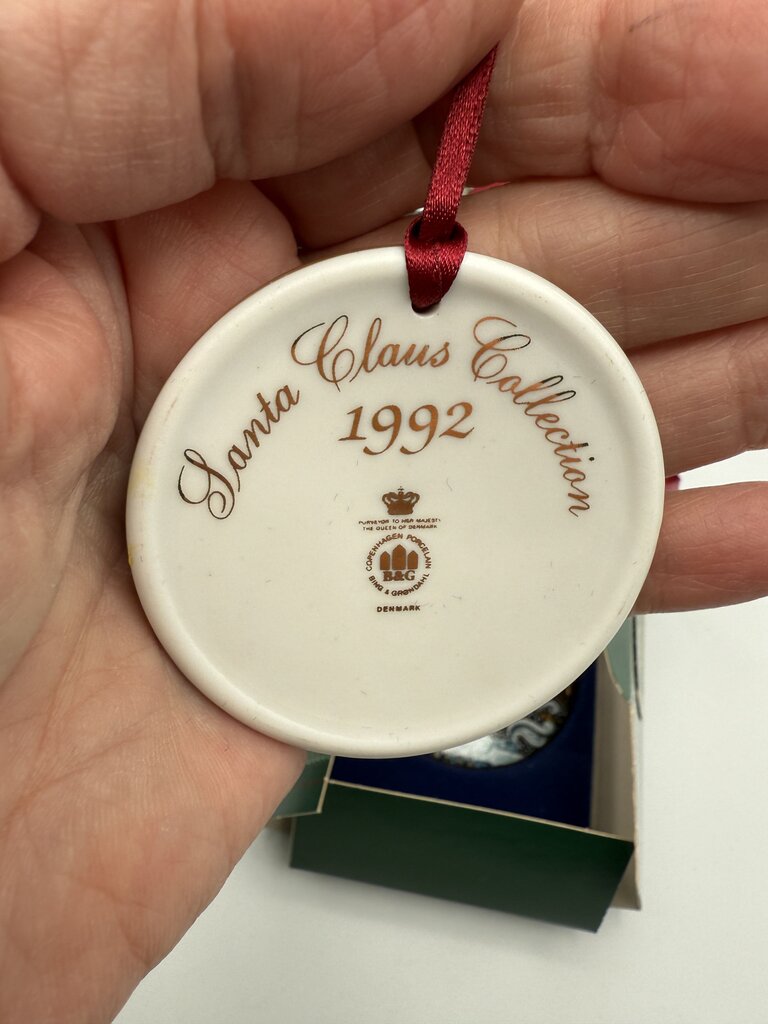 Santa Claus Collection
1992
PURVEYOR TO HER MAJESTY
THE QUEEN OF DENMARK
COPENHAGEN PORCELAIN
B&G
BING & GRØNDAHL
DENMARK